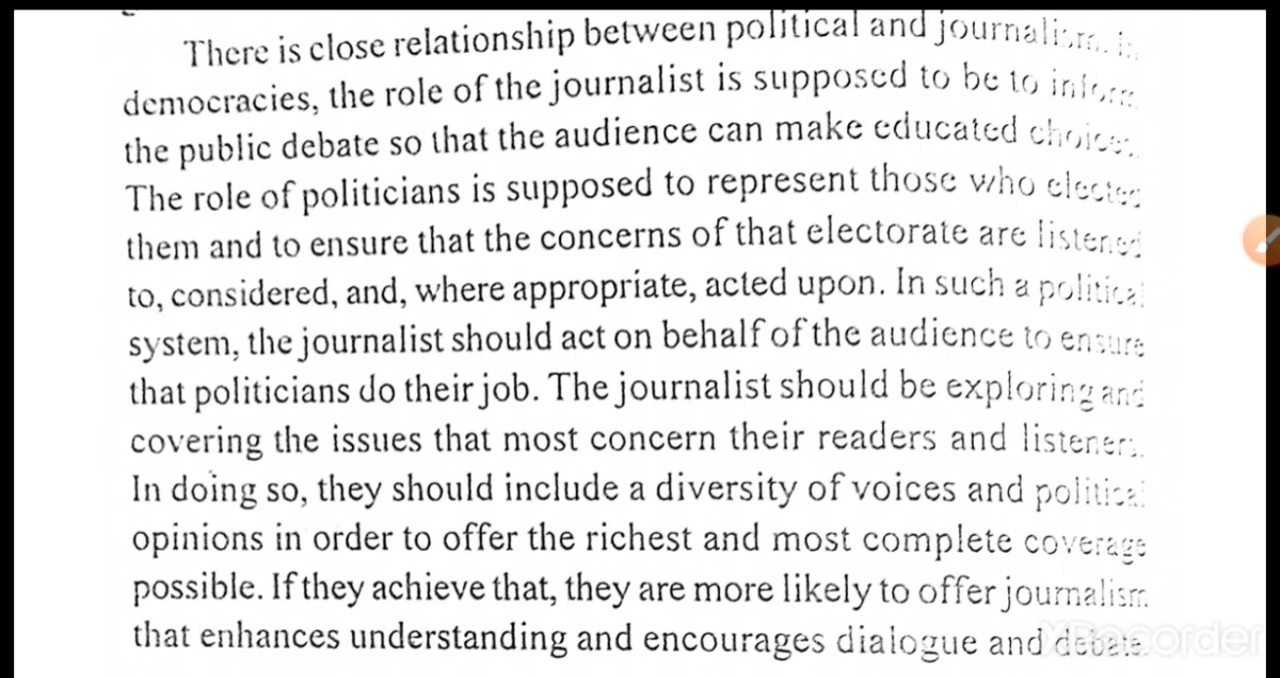 There is close relationship between political and journalism. in
democracies, the role of the journalist is supposed to be to inform
the public debate so that the audience can make educated choices.
The role of politicians is supposed to represent those who elected
them and to ensure that the concerns of that electorate are listened
to, considered, and, where appropriate, acted upon. In such a political
system, the journalist should act on behalf of the audience to ensure
that politicians do their job. The journalist should be exploring and
covering the issues that most concern their readers and listeners.
In doing so, they should include a diversity of voices and political
opinions in order to offer the richest and most complete coverage
possible. If they achieve that, they are more likely to offer journalism
that enhances understanding and encourages dialogue and debate.
XRecorder